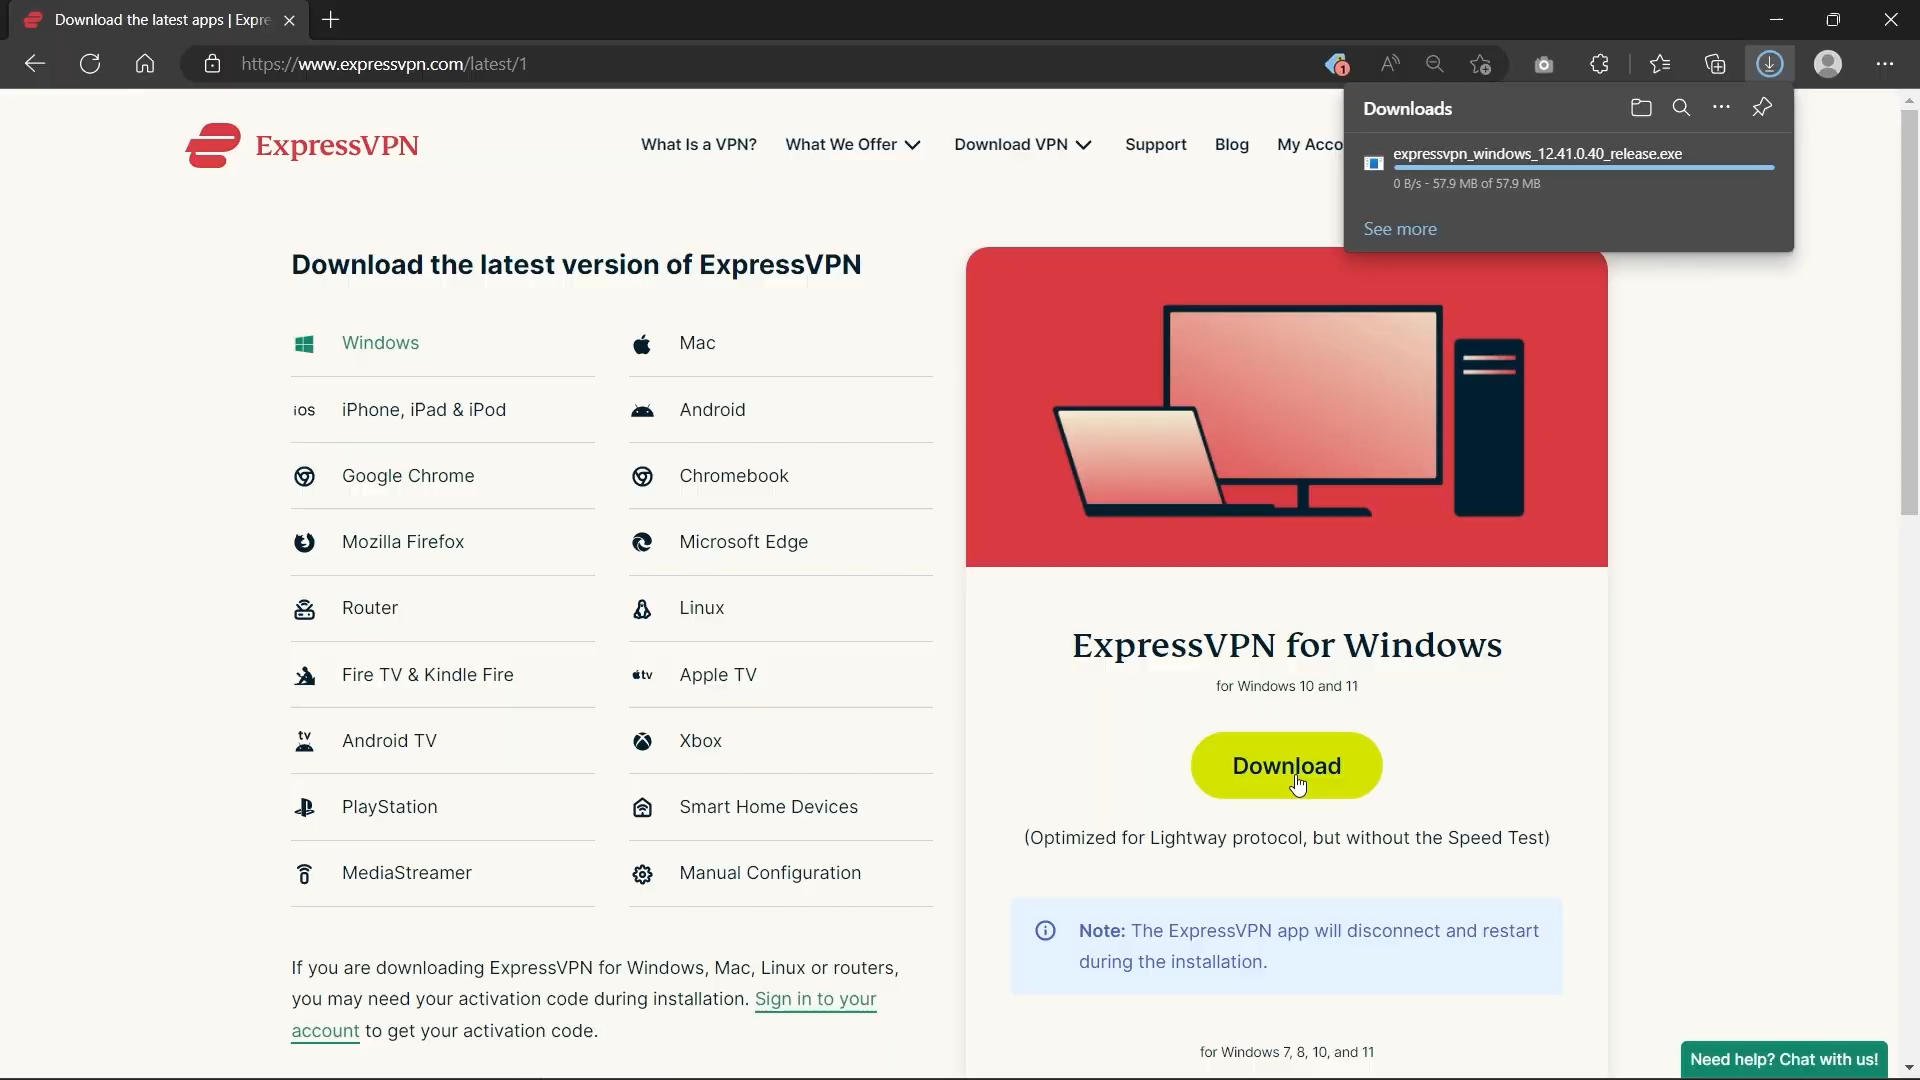 Download the latest apps | Expre
https://www.expressvpn.com/latest/1
1
Downloads
expressvpn_windows_12.41.0.40_release.exe
0 B/s - 57.9 MB of 57.9 MB
See more
ExpressVPN
What Is a VPN?
What We Offer
Download VPN
Support
Blog
My Acco
Download the latest version of ExpressVPN
Windows
Mac
iOS iPhone, iPad & iPod
Android
Google Chrome
Chromebook
Mozilla Firefox
Microsoft Edge
Router
Linux
Fire TV & Kindle Fire
tv Apple TV
tv Android TV
Xbox
PlayStation
Smart Home Devices
MediaStreamer
Manual Configuration
If you are downloading ExpressVPN for Windows, Mac, Linux or routers,
you may need your activation code during installation. Sign in to your
account to get your activation code.
ExpressVPN for Windows
for Windows 10 and 11
Download
(Optimized for Lightway protocol, but without the Speed Test)
Note: The ExpressVPN app will disconnect and restart
during the installation.
for Windows 7, 8, 10, and 11
Need help? Chat with us!